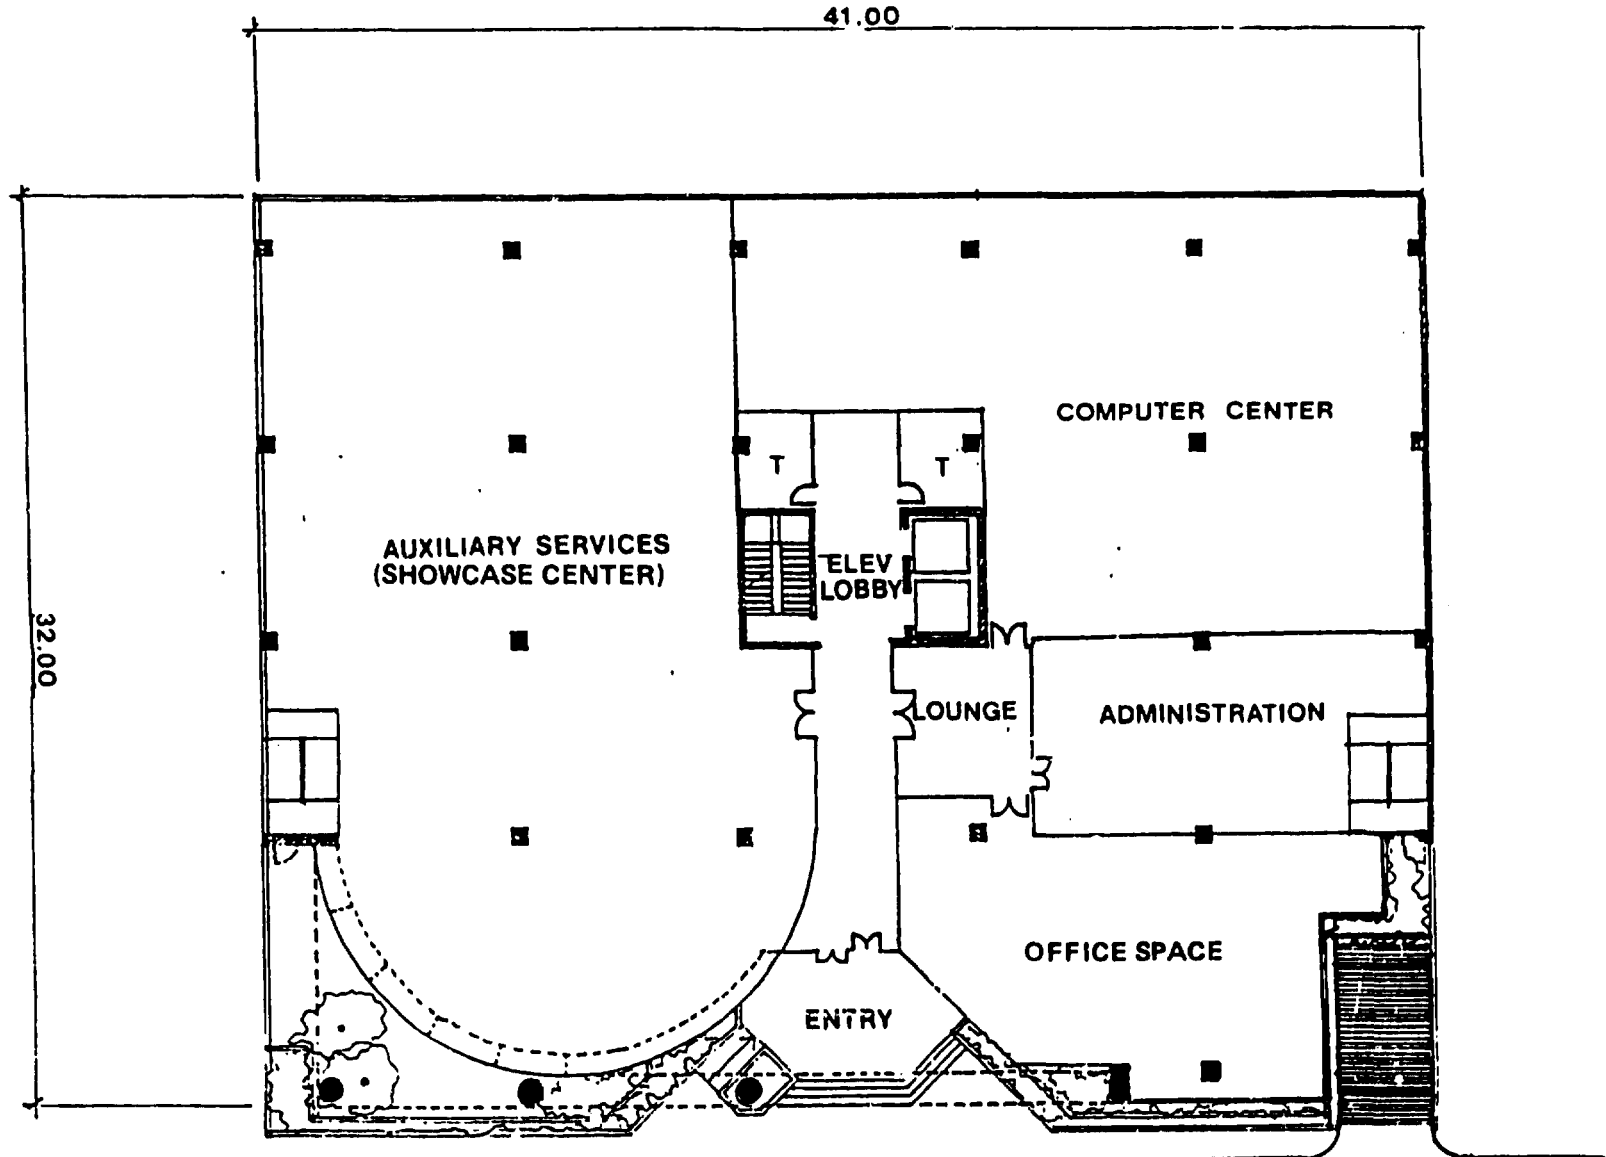 41.00
COMPUTER CENTER
T
T
AUXILIARY SERVICES
(SHOWCASE CENTER)
ELEV
LOBBY
32.00
LOUNGE
ADMINISTRATION
OFFICE SPACE
ENTRY